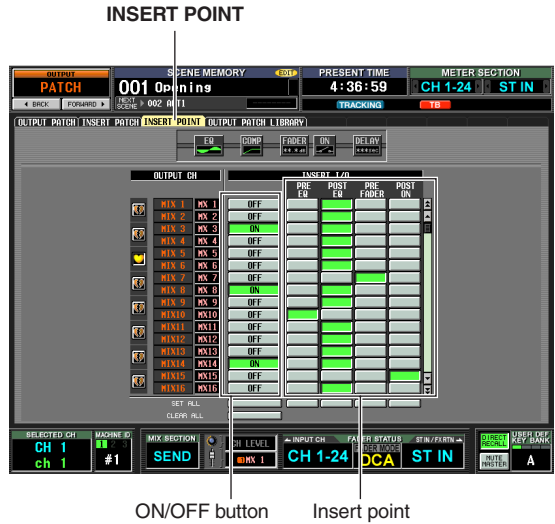 INSERT POINT
OUTPUT
PATCH
BACK
FORWARD
SCENE MEMORY
EDIT
001 Opening
NEXT SCENE 002 ACT1
PRESENT TIME
4:36:59
TRACKING
METER SECTION
CH 1-24
ST IN
TB
OUTPUT PATCH
INSERT PATCH
INSERT POINT
OUTPUT PATCH LIBRARY
EQ
COMP
FADER
ON
DELAY
OUTPUT CH
INSERT I/O
PRE EQ
POST EQ
PRE FADER
POST ON
MIX 1 MX 1 OFF
MIX 2 MX 2 OFF
MIX 3 MX 3 ON
MIX 4 MX 4 OFF
MIX 5 MX 5 OFF
MIX 6 MX 6 OFF
MIX 7 MX 7 OFF
MIX 8 MX 8 ON
MIX 9 MX 9 OFF
MIX10 MX10 OFF
MIX11 MX11 OFF
MIX12 MX12 OFF
MIX13 MX13 OFF
MIX14 MX14 ON
MIX15 MX15 OFF
MIX16 MX16 OFF
SET ALL
CLEAR ALL
SELECTED CH
CH 1
ch 1
MACHINE ID
1 2 3
#1
MIX SECTION
SEND
CH LEVEL
MX 1
INPUT CH
CH 1-24
FADER STATUS
FADER MODE
DCA
ST IN / FX RTN
ST IN
DIRECT RECALL
MUTE MASTER
USER DEF KEY BANK
A
ON/OFF button
Insert point